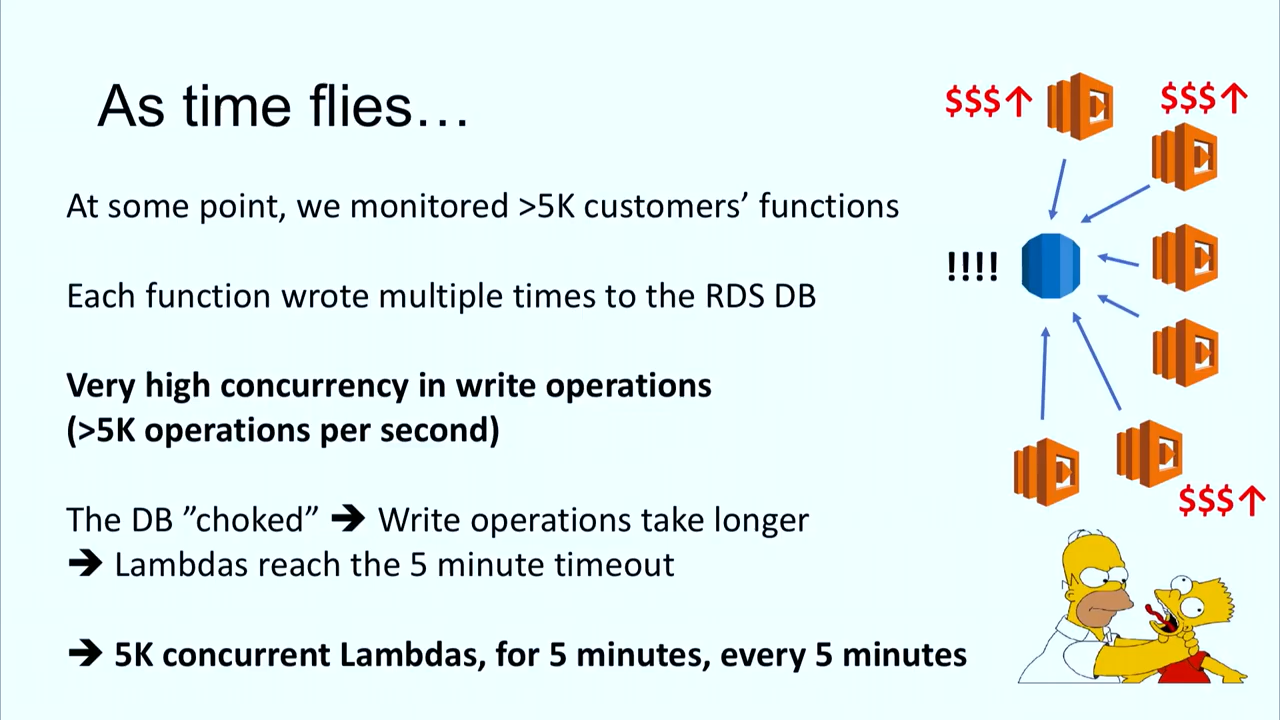 As time flies…
$$$↑
$$$↑
At some point, we monitored >5K customers’ functions
!!!!
Each function wrote multiple times to the RDS DB
Very high concurrency in write operations
(>5K operations per second)
$$$↑
The DB ”choked” ➔ Write operations take longer
➔ Lambdas reach the 5 minute timeout
➔ 5K concurrent Lambdas, for 5 minutes, every 5 minutes